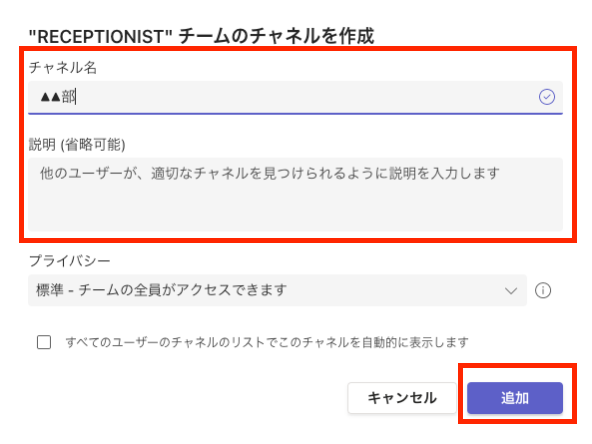 "RECEPTIONIST" チームのチャネルを作成
チャネル名
▲▲部
説明 (省略可能)
他のユーザーが、適切なチャネルを見つけられるように説明を入力します
プライバシー
標準 - チームの全員がアクセスできます
すべてのユーザーのチャネルのリストでこのチャネルを自動的に表示します
キャンセル 追加